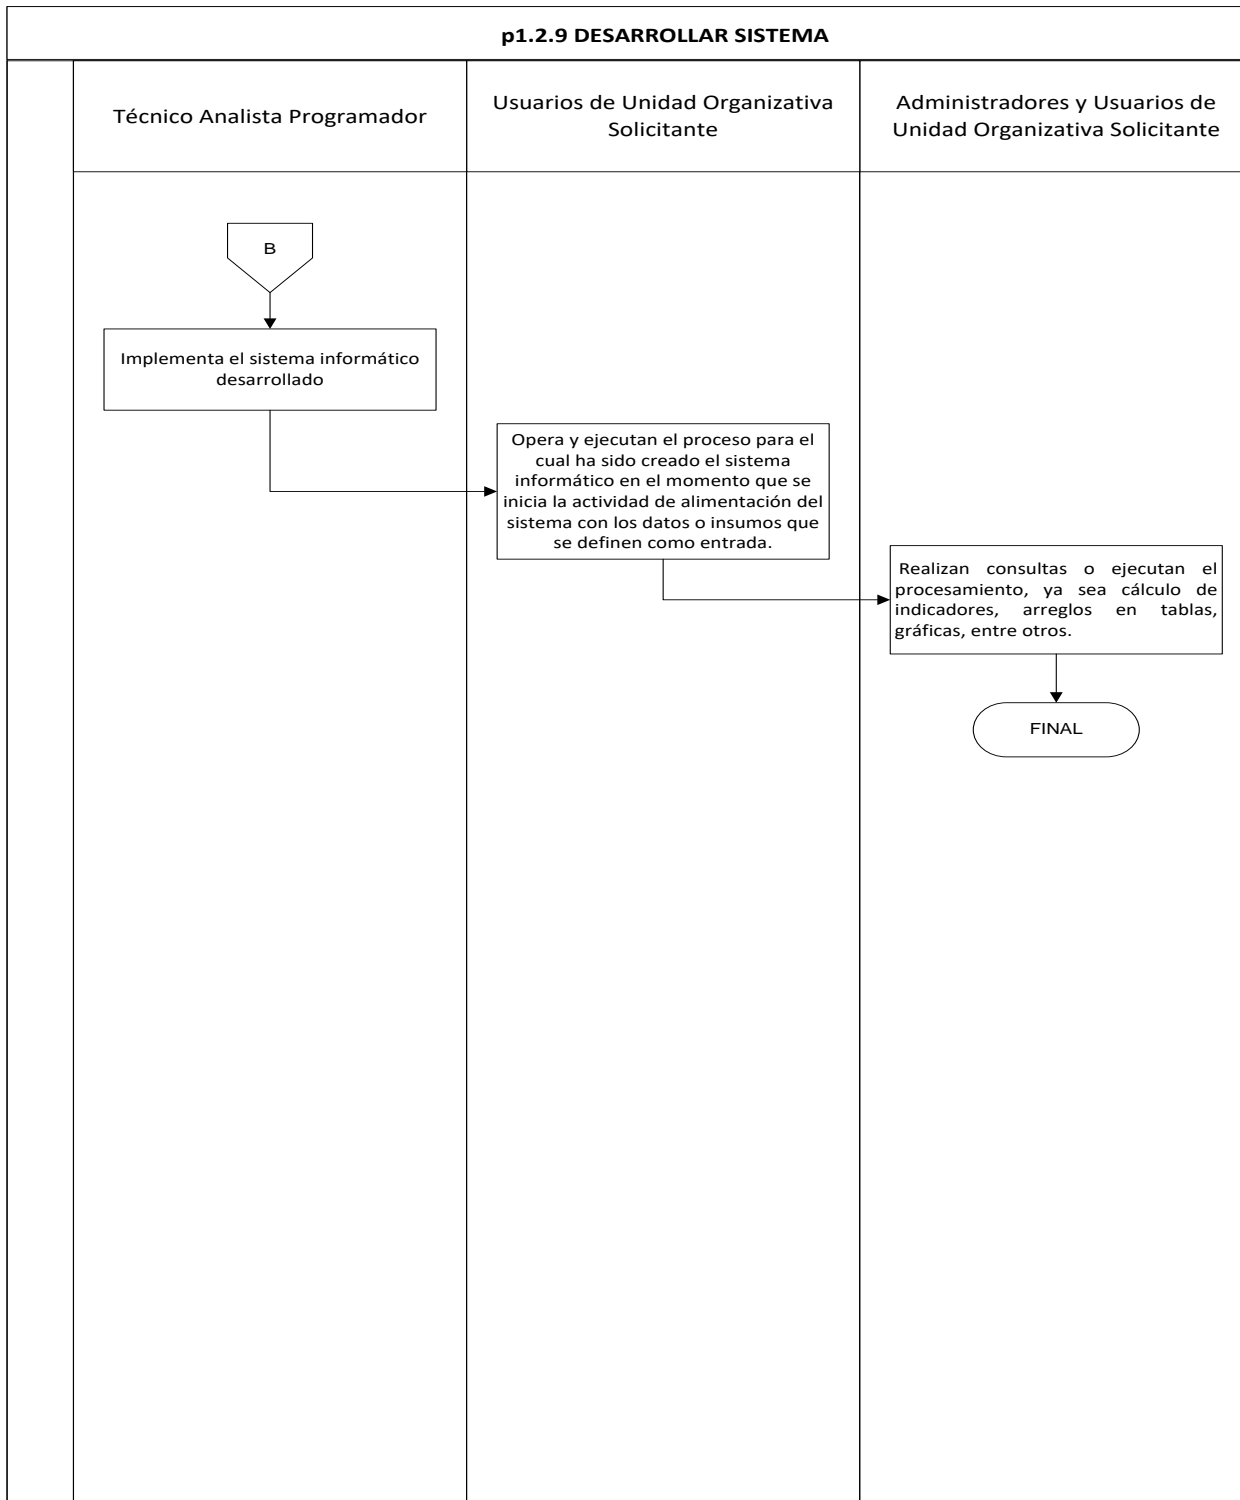 p1.2.9 DESARROLLAR SISTEMA
Técnico Analista Programador
Usuarios de Unidad Organizativa
Solicitante
Administradores y Usuarios de
Unidad Organizativa Solicitante
B
Implementa el sistema informático
desarrollado
Opera y ejecutan el proceso para el
cual ha sido creado el sistema
informático en el momento que se
inicia la actividad de alimentación del
sistema con los datos o insumos que
se definen como entrada.
Realizan consultas o ejecutan el
procesamiento, ya sea cálculo de
indicadores, arreglos en tablas,
gráficas, entre otros.
FINAL